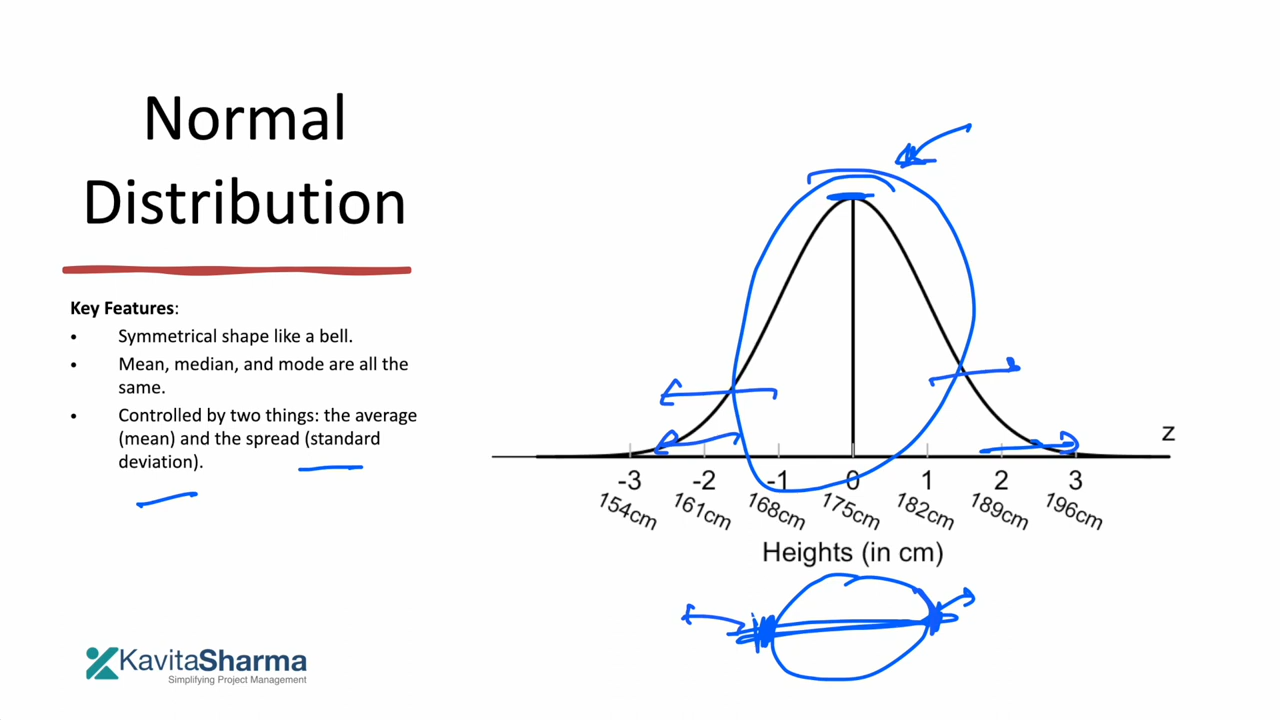 Normal
Distribution
Key Features:
• Symmetrical shape like a bell.
• Mean, median, and mode are all the
same.
• Controlled by two things: the average
(mean) and the spread (standard
deviation).
z
-3 -2 -1 0 1 2 3
154cm 161cm 168cm 175cm 182cm 189cm 196cm
Heights (in cm)
KavitaSharma
Simplifying Project Management